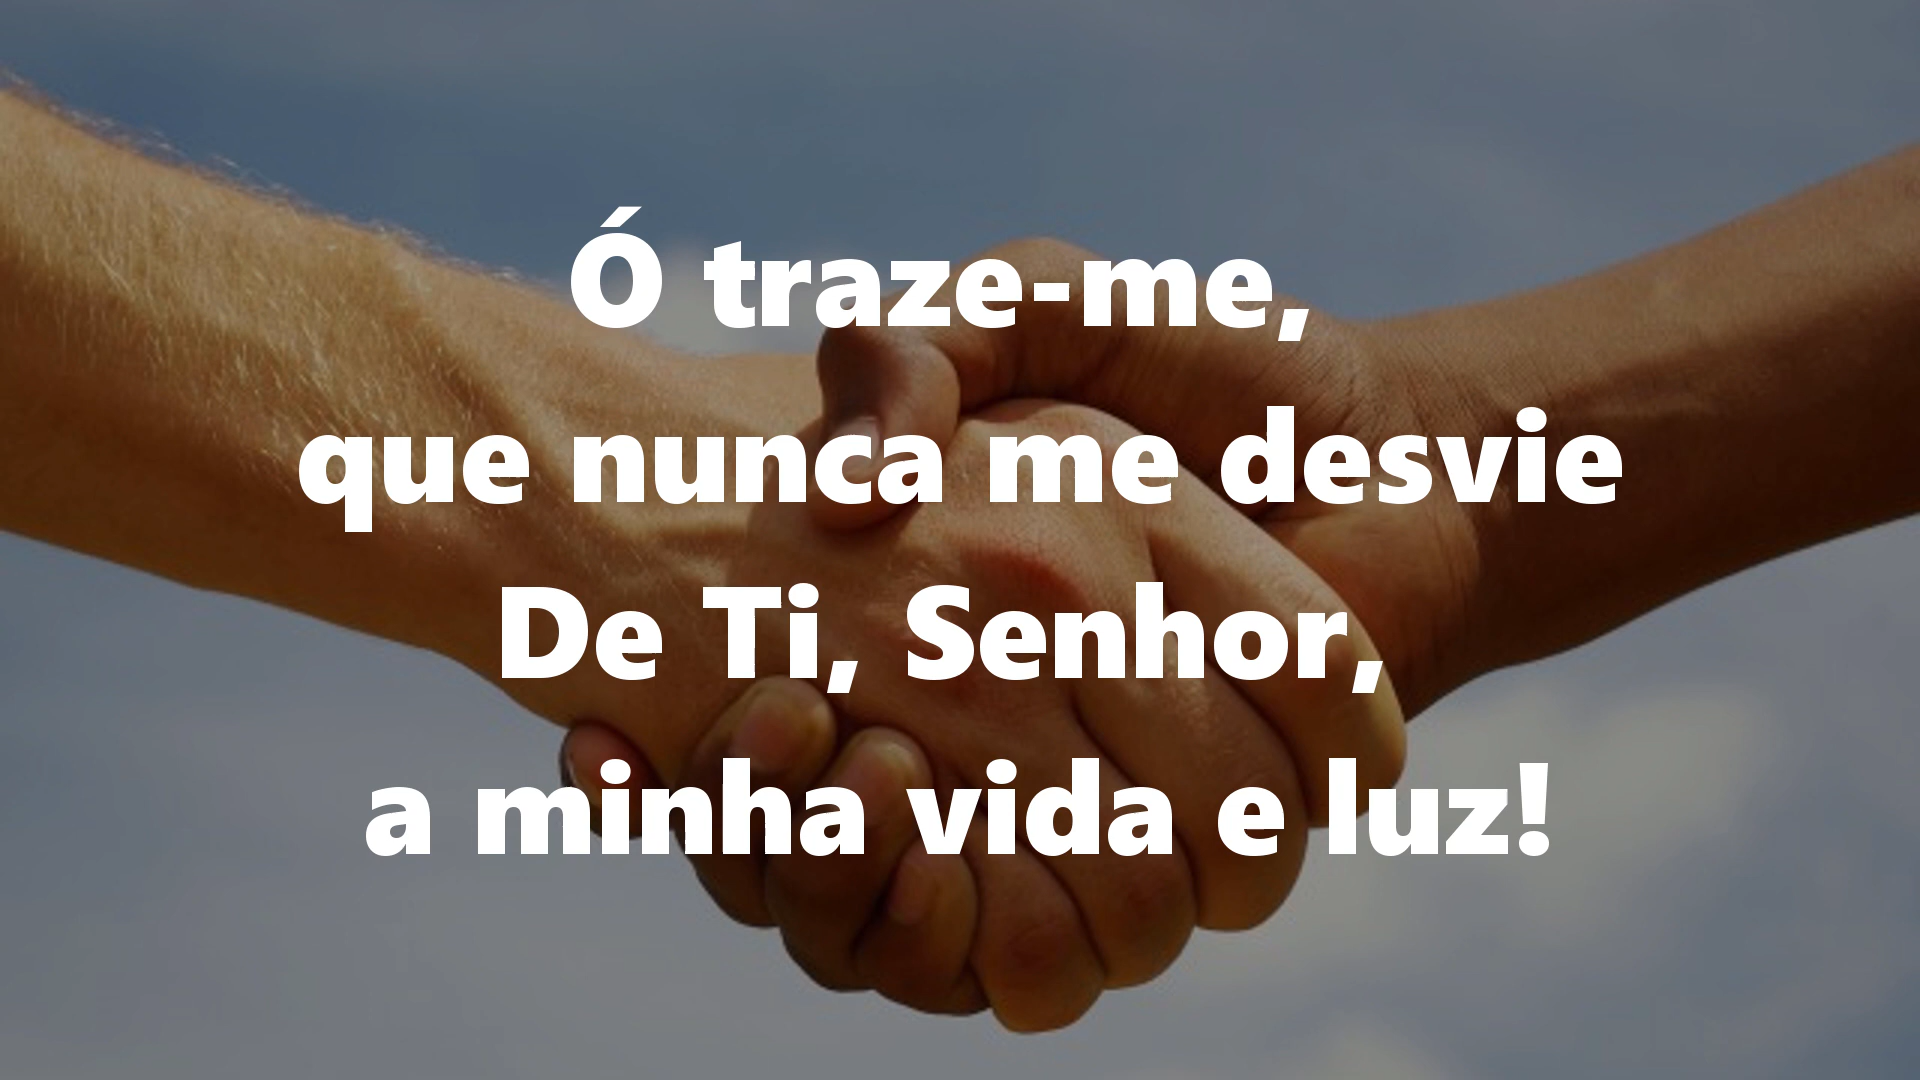 Ó traze-me,
que nunca me desvie
De Ti, Senhor,
a minha vida e luz!